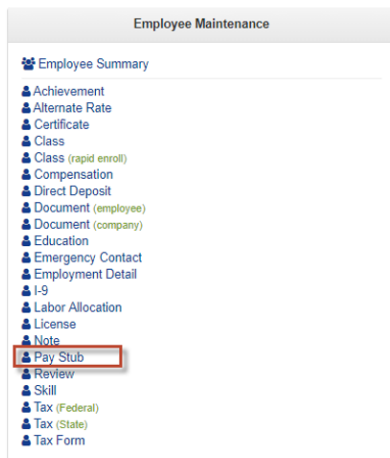 Employee Maintenance
Employee Summary
Achievement
Alternate Rate
Certificate
Class
Class (rapid enroll)
Compensation
Direct Deposit
Document (employee)
Document (company)
Education
Emergency Contact
Employment Detail
I-9
Labor Allocation
License
Note
Pay Stub
Review
Skill
Tax (Federal)
Tax (State)
Tax Form